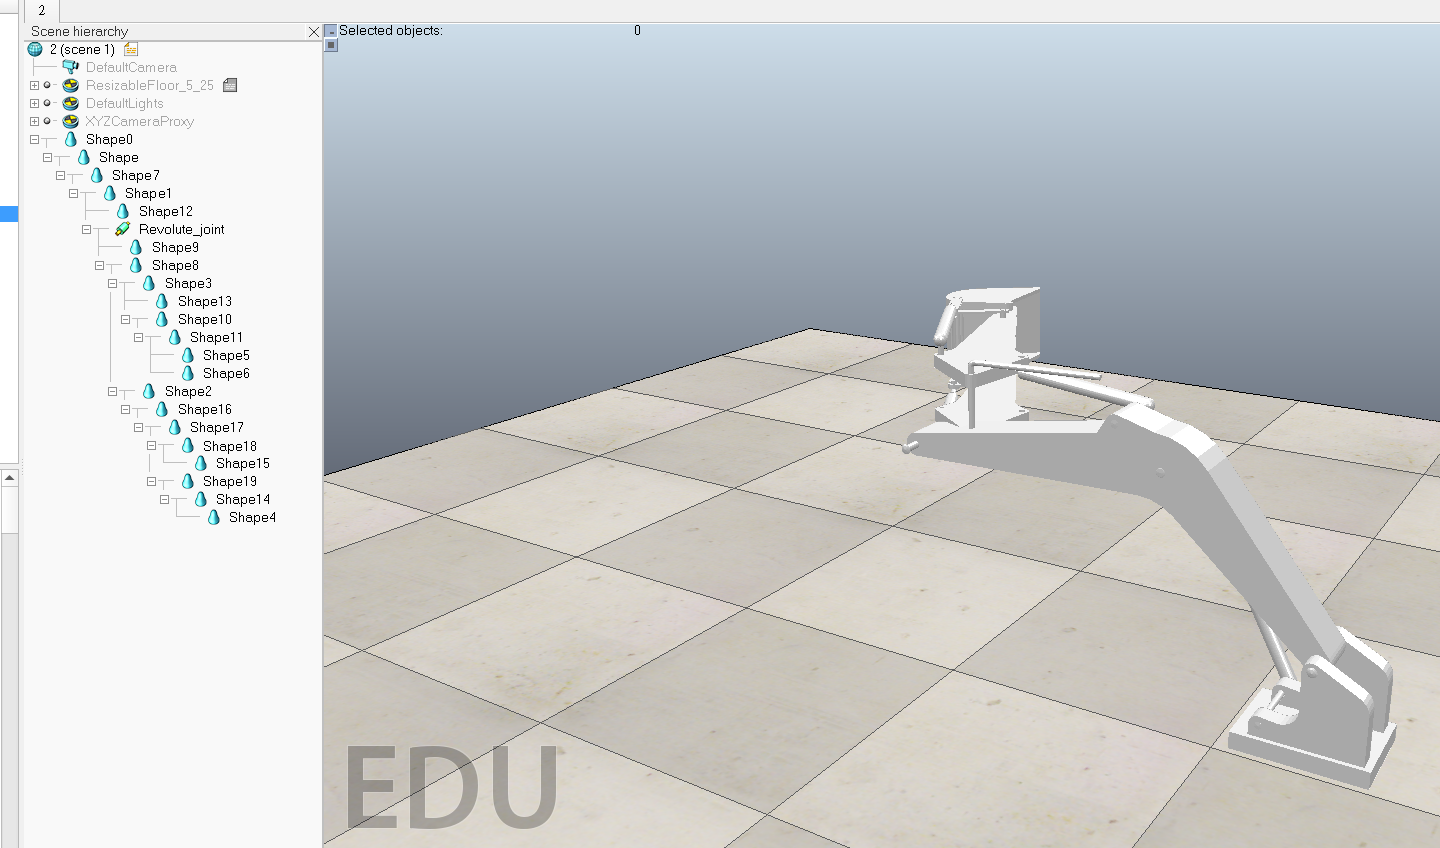 2
Scene hierarchy
Selected objects: 0
2 (scene 1)
DefaultCamera
ResizableFloor_5_25
DefaultLights
XYZCameraProxy
Shape0
Shape
Shape7
Shape1
Shape12
Revolute_joint
Shape9
Shape8
Shape3
Shape13
Shape10
Shape11
Shape5
Shape6
Shape2
Shape16
Shape17
Shape18
Shape15
Shape19
Shape14
Shape4
EDU